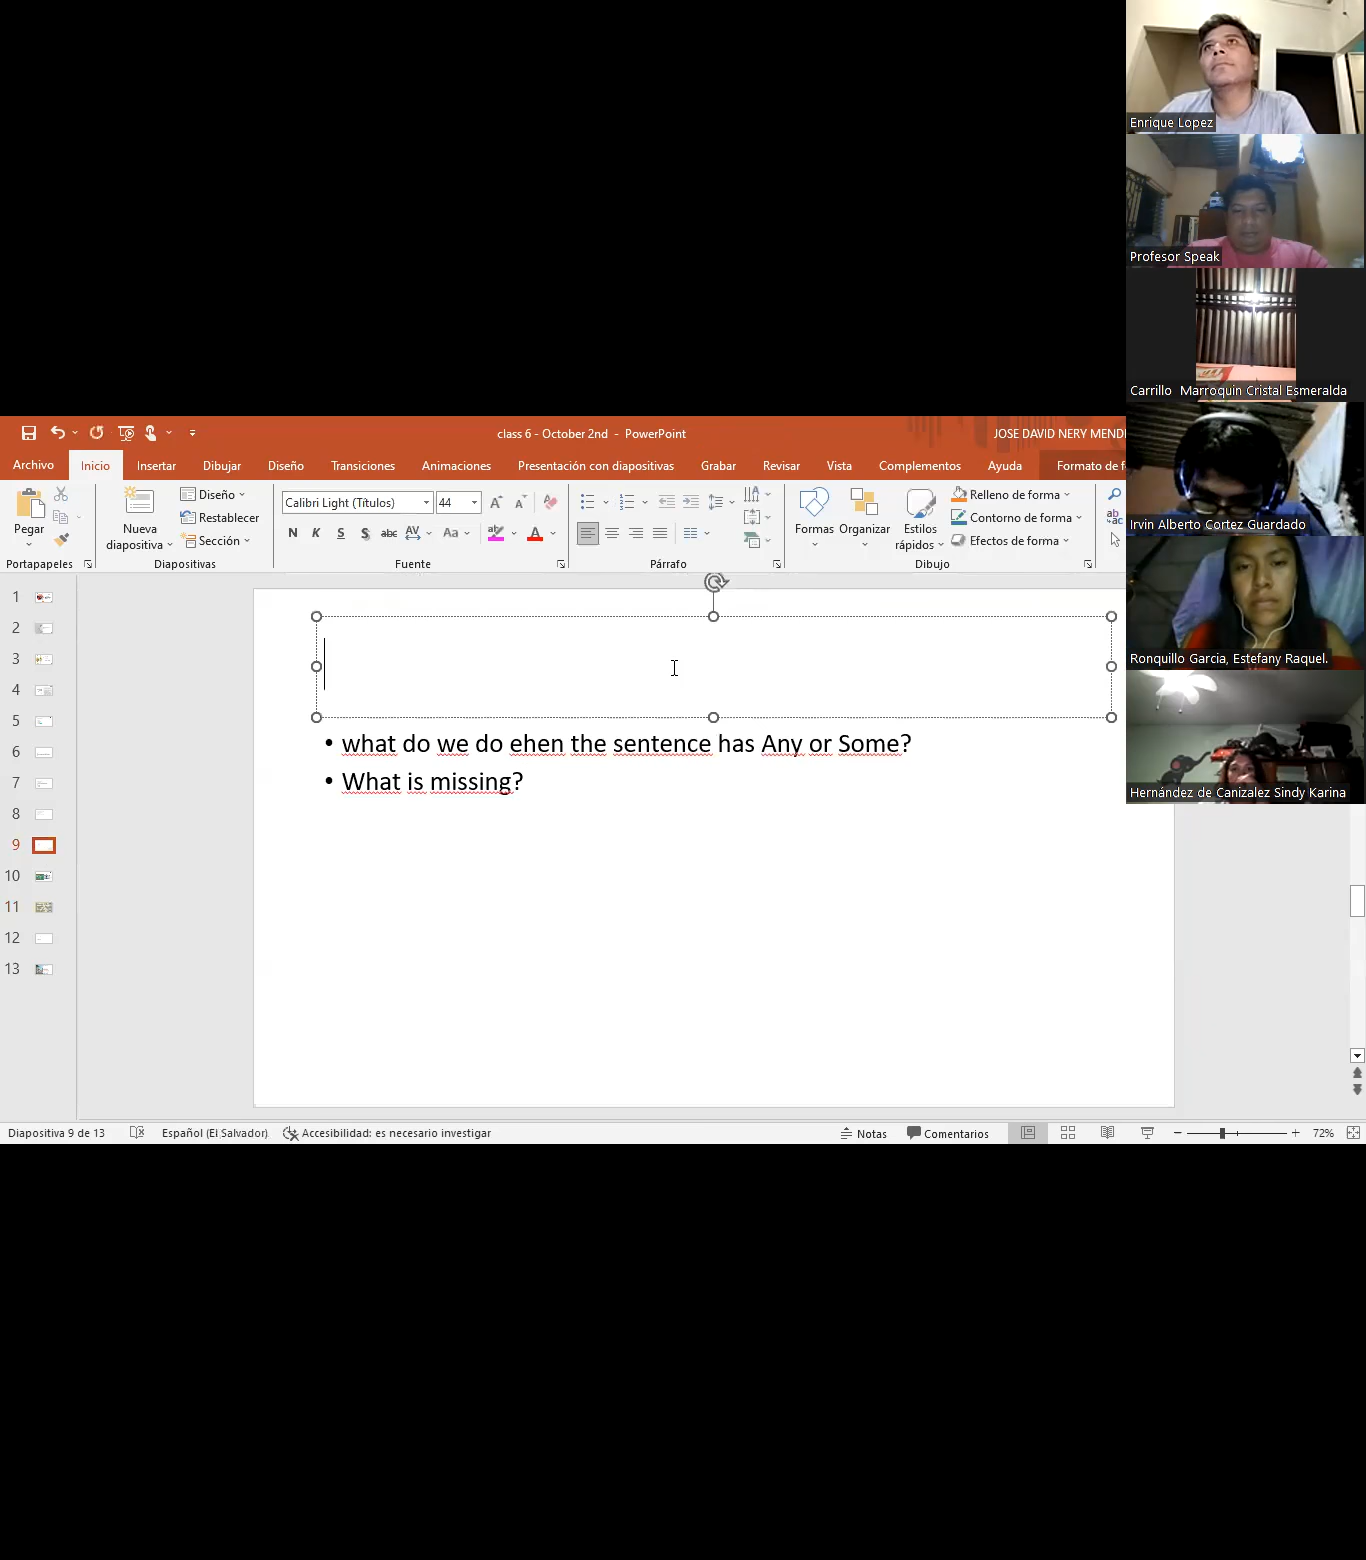 Enrique Lopez
Profesor Speak
Carrillo Marroquin Cristal Esmeralda
class 6 - October 2nd - PowerPoint
JOSE DAVID NERY MEND
Archivo Inicio Insertar Dibujar Diseño Transiciones Animaciones Presentación con diapositivas Grabar Revisar Vista Complementos Ayuda Formato de f
Irvin Alberto Cortez Guardado
Pegar
Nueva diapositiva
Diseño
Restablecer
Sección
Calibri Light (Títulos) 44
N K S S abc AV Aa A
Formas Organizar Estilos rápidos
Relleno de forma
Contorno de forma
Efectos de forma
Portapapeles Diapositivas Fuente Párrafo Dibujo
Ronquillo Garcia, Estefany Raquel.
Hernández de Canizalez Sindy Karina
1
2
3
4
5
6
7
8
9
10
11
12
13
• what do we do ehen the sentence has Any or Some?
• What is missing?
Diapositiva 9 de 13 Español (El Salvador) Accesibilidad: es necesario investigar Notas Comentarios 72%